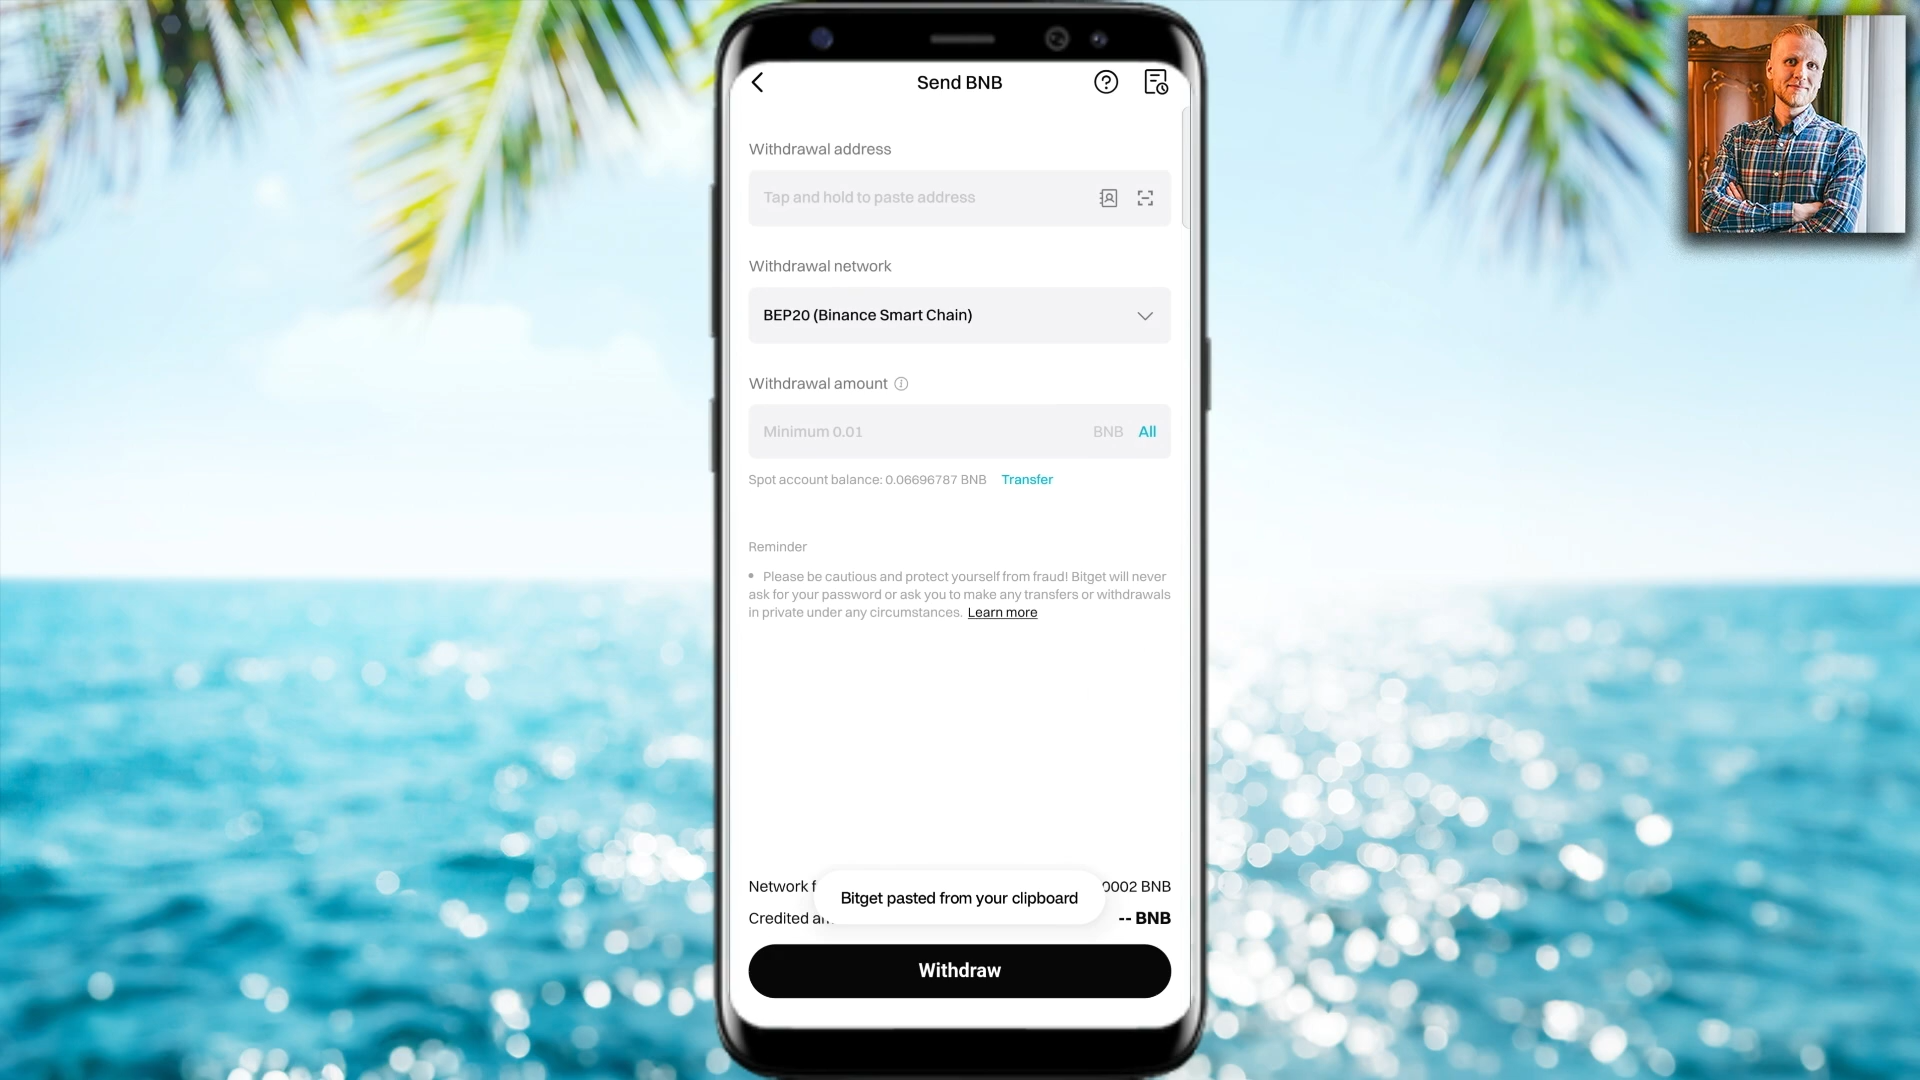 Send BNB
Withdrawal address
Tap and hold to paste address
Withdrawal network
BEP20 (Binance Smart Chain)
Withdrawal amount
Minimum 0.01 BNB All
Spot account balance: 0.06696787 BNB Transfer
Reminder
• Please be cautious and protect yourself from fraud! Bitget will never
ask for your password or ask you to make any transfers or withdrawals
in private under any circumstances. Learn more
Network 0002 BNB
Bitget pasted from your clipboard
Credited -- BNB
Withdraw